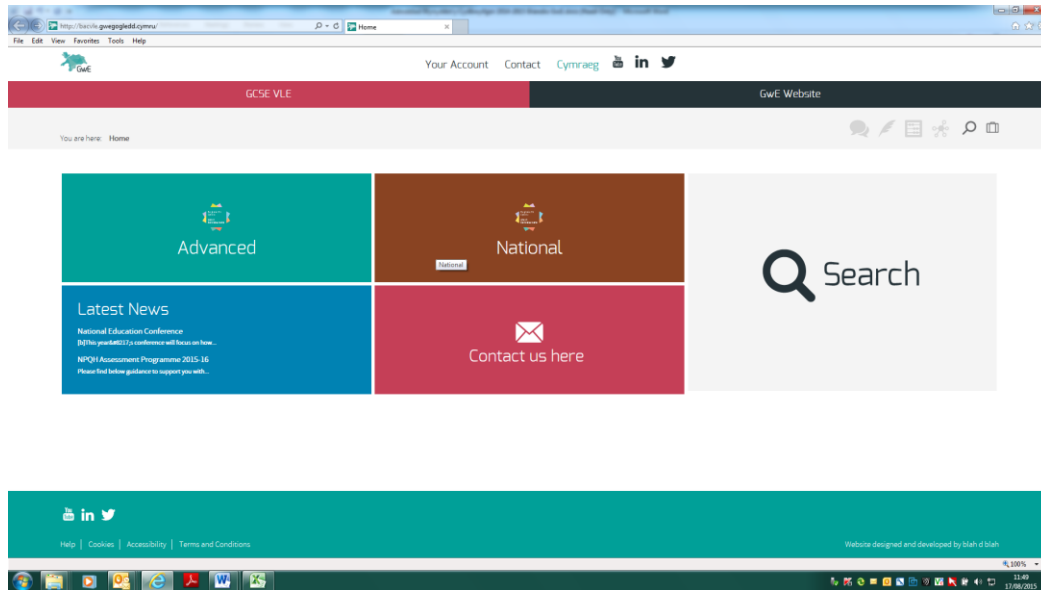 http://bacvle.gwegogledd.cymru/
Home
File Edit View Favorites Tools Help
GwE
Your Account Contact Cymraeg You Tube in
GCSE VLE GwE Website
You are here: Home
Advanced
National
National
Search
Latest News
National Education Conference
[b]This year&#8217;s conference will focus on how...
NPQH Assessment Programme 2015-16
Please find below guidance to support you with...
Contact us here
in
Help | Cookies | Accessibility | Terms and Conditions
Website designed and developed by blah d blah
100%
11:49
17/08/2015